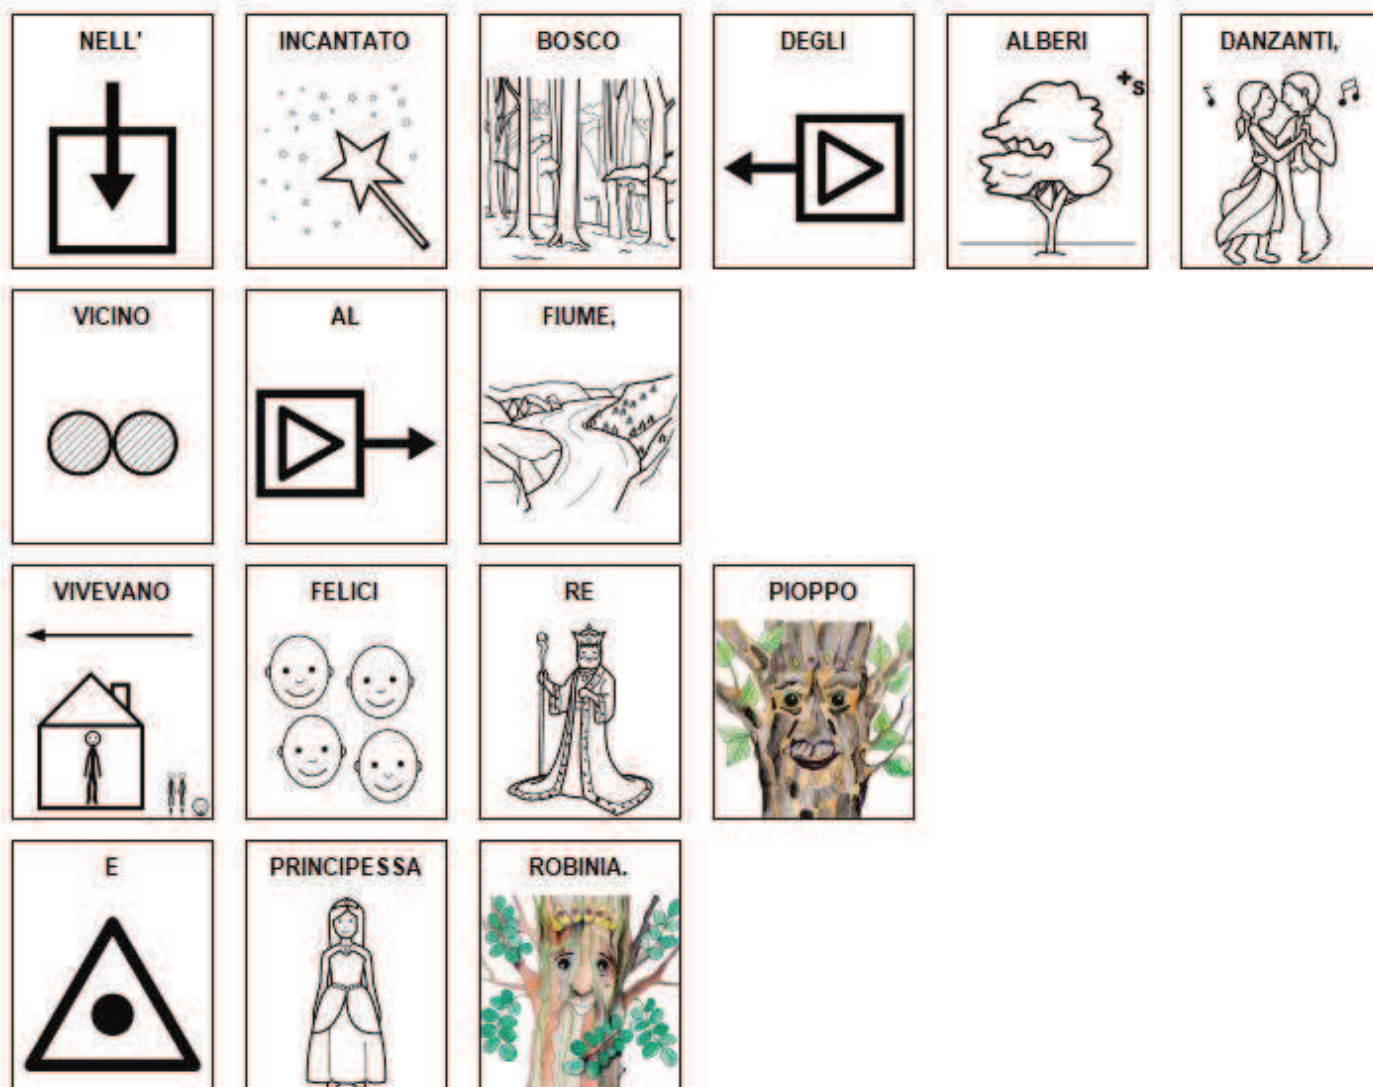 NELL' INCANTATO BOSCO DEGLI ALBERI DANZANTI,
+s
VICINO AL FIUME,
VIVEVANO FELICI RE PIOPPO
E PRINCIPESSA ROBINIA.